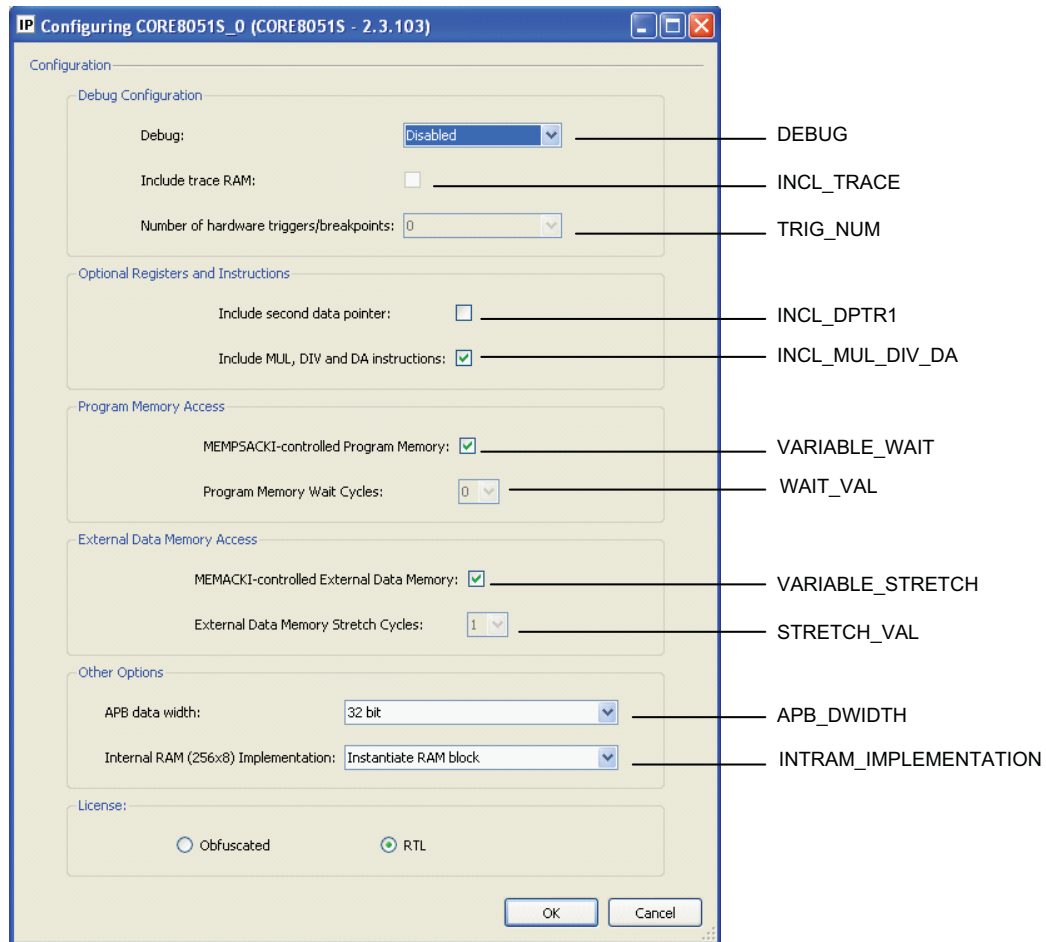 IP Configuring CORE8051S_0 (CORE8051S - 2.3.103)
Configuration
Debug Configuration
Debug: Disabled DEBUG
Include trace RAM: INCL_TRACE
Number of hardware triggers/breakpoints: 0 TRIG_NUM
Optional Registers and Instructions
Include second data pointer: INCL_DPTR1
Include MUL, DIV and DA instructions: INCL_MUL_DIV_DA
Program Memory Access
MEMPSACKI-controlled Program Memory: VARIABLE_WAIT
Program Memory Wait Cycles: 0 WAIT_VAL
External Data Memory Access
MEMACKI-controlled External Data Memory: VARIABLE_STRETCH
External Data Memory Stretch Cycles: 1 STRETCH_VAL
Other Options
APB data width: 32 bit APB_DWIDTH
Internal RAM (256x8) Implementation: Instantiate RAM block INTRAM_IMPLEMENTATION
License:
Obfuscated RTL
OK Cancel